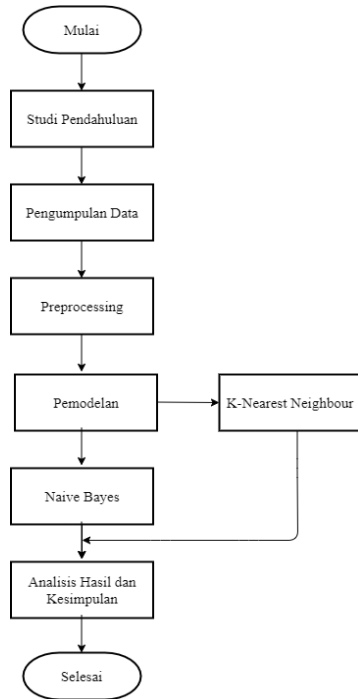 Mulai
Studi Pendahuluan
Pengumpulan Data
Preprocessing
Pemodelan
K-Nearest Neighbour
Naive Bayes
Analisis Hasil dan
Kesimpulan
Selesai